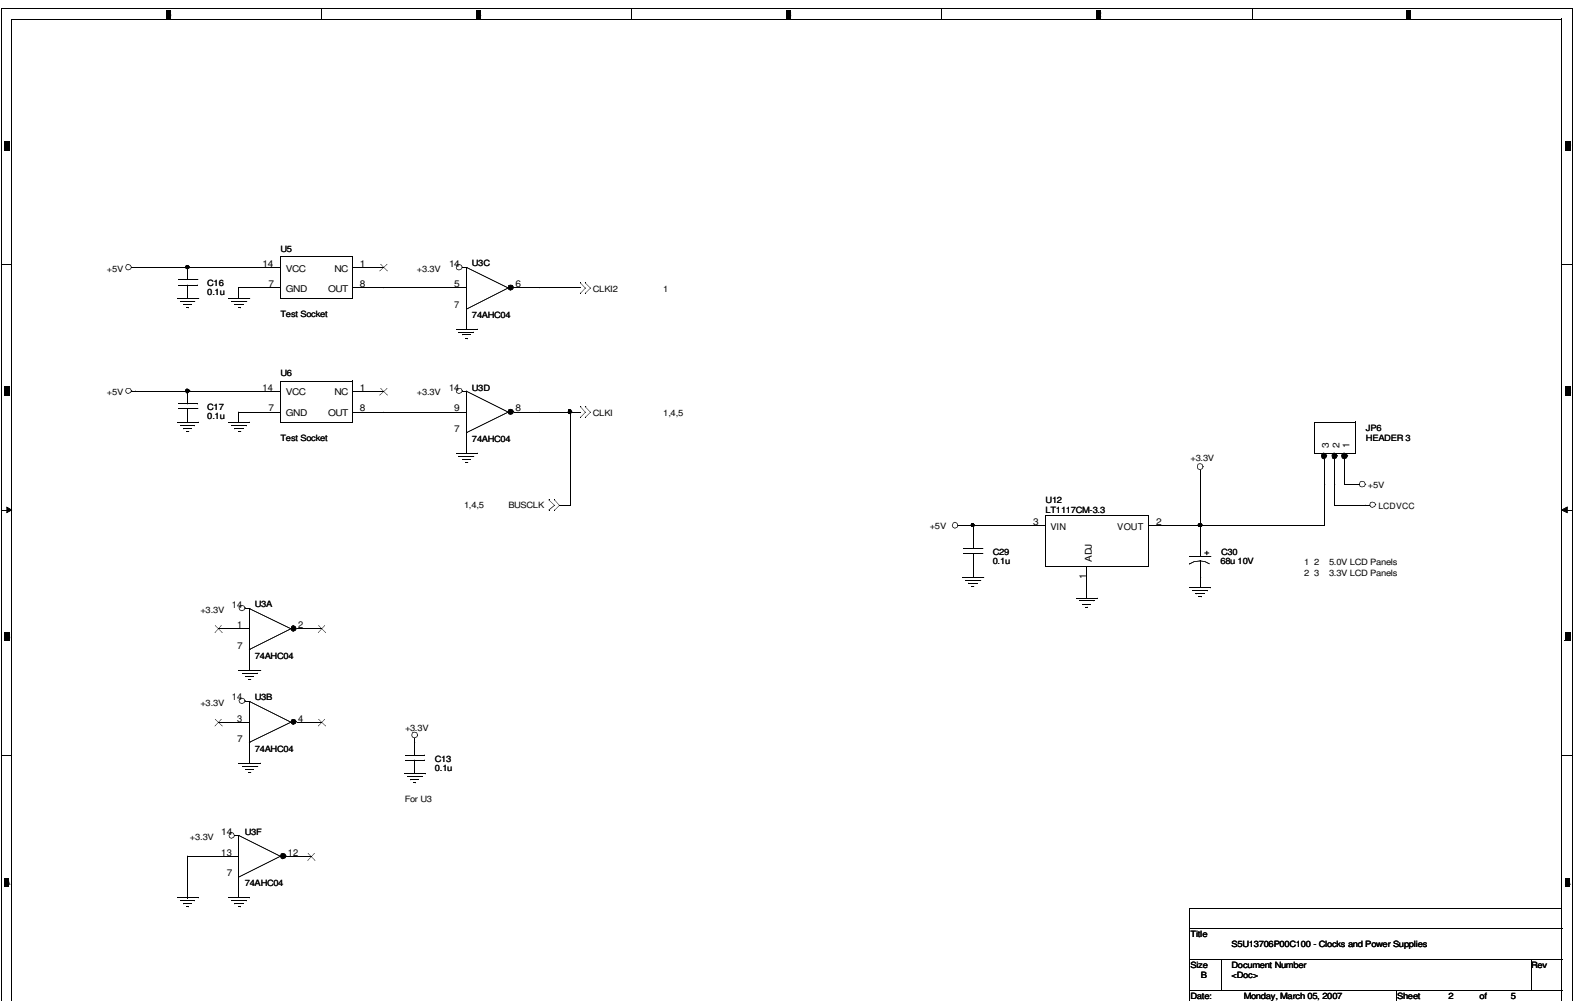 U5
+5V
14 VCC NC 1
C16
0.1u
7 GND OUT 8
Test Socket
+3.3V 14 U3C
5 6
7
74AHC04
CLKI2 1
U6
+5V
14 VCC NC 1
C17
0.1u
7 GND OUT 8
Test Socket
+3.3V 14 U3D
9 8
7
74AHC04
CLKI 1,4,5
1,4,5 BUSCLK
JP6
HEADER 3
3 2 1
+5V
LCDVCC
+3.3V
U12
LT1117CM-3.3
+5V 3 VIN VOUT 2
ADJ
1
C29
0.1u
+
C30
68u 10V
1 2 5.0V LCD Panels
2 3 3.3V LCD Panels
+3.3V 14 U3A
1 2
7
74AHC04
+3.3V 14 U3B
3 4
7
74AHC04
+3.3V
C13
0.1u
For U3
+3.3V 14 U3F
13 12
7
74AHC04
Title
S5U13706P00C100 - Clocks and Power Supplies
Size Document Number Rev
B <Doc>
Date: Monday, March 05, 2007 Sheet 2 of 5